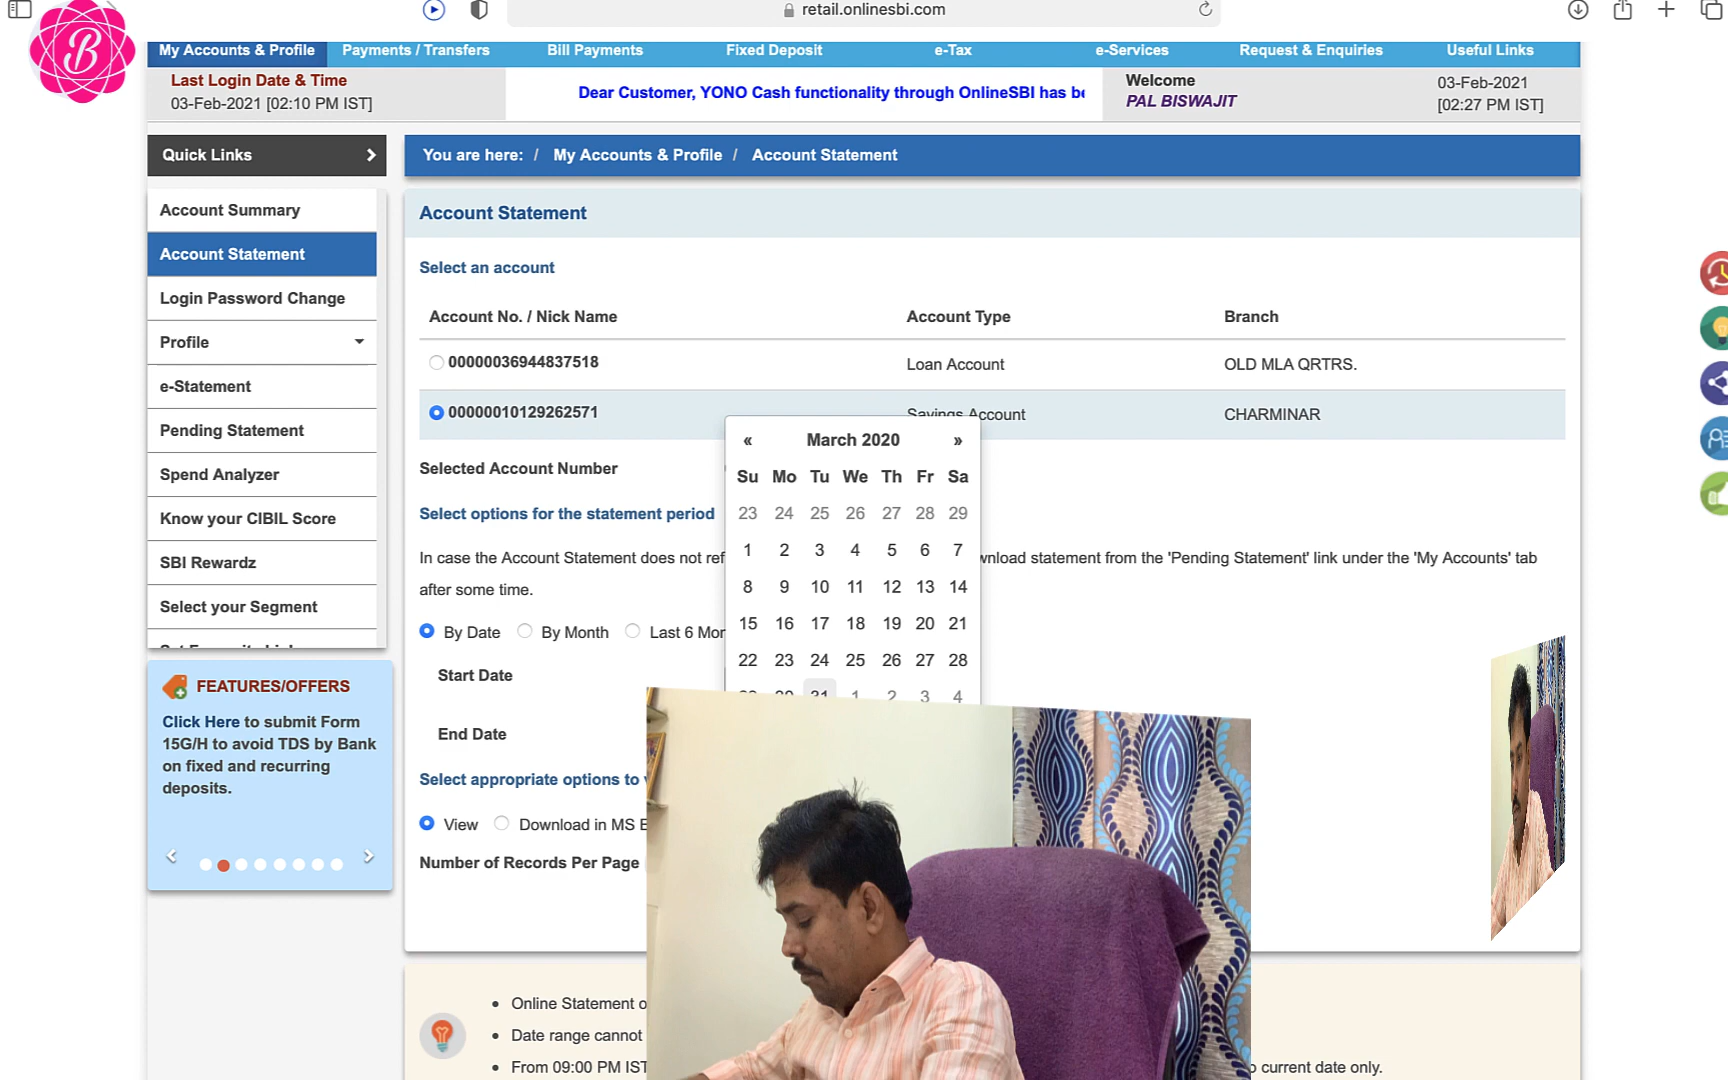 retail.onlinesbi.com
B
My Accounts & Profile Payments / Transfers Bill Payments Fixed Deposit e-Tax e-Services Request & Enquiries Useful Links
Last Login Date & Time
03-Feb-2021 [02:10 PM IST]
Dear Customer, YONO Cash functionality through OnlineSBI has
Welcome
PAL BISWAJIT
03-Feb-2021
[02:27 PM IST]
Quick Links
You are here: / My Accounts & Profile / Account Statement
Account Summary
Account Statement
Login Password Change
Profile
e-Statement
Pending Statement
Spend Analyzer
Know your CIBIL Score
SBI Rewardz
Select your Segment
Account Statement
Select an account
Account No. / Nick Name Account Type Branch
00000036944837518 Loan Account OLD MLA QRTRS.
00000010129262571 Savings Account CHARMINAR
Selected Account Number
Select options for the statement period
In case the Account Statement does not
download statement from the 'Pending Statement' link under the 'My Accounts' tab
after some time.
By Date By Month Last 6
Start Date
End Date
Select appropriate options to
View Download in MS
Number of Records Per Page
« March 2020 »
Su Mo Tu We Th Fr Sa
23 24 25 26 27 28 29
1 2 3 4 5 6 7
8 9 10 11 12 13 14
15 16 17 18 19 20 21
22 23 24 25 26 27 28
29 30 31 1 2 3 4
FEATURES/OFFERS
Click Here to submit Form
15G/H to avoid TDS by Bank
on fixed and recurring
deposits.
Online Statement
Date range cannot
From 09:00 PM IST
current date only.